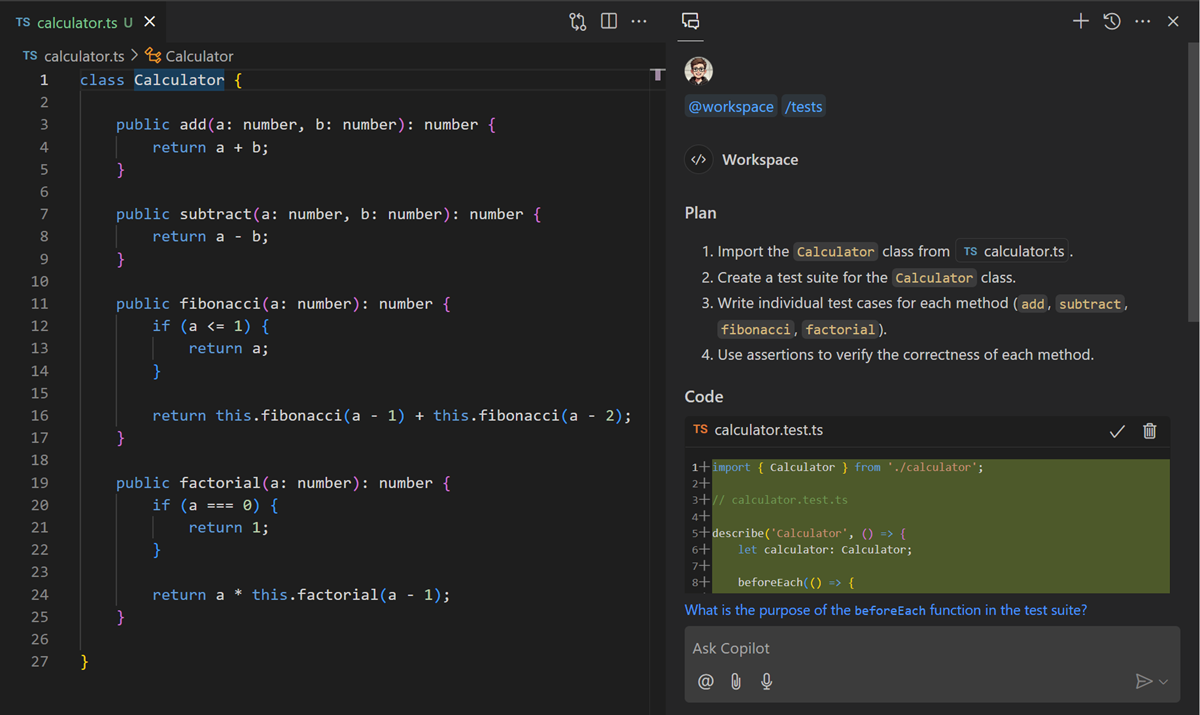 TS calculator.ts U
TS calculator.ts > Calculator
1 class Calculator {
2
3 public add(a: number, b: number): number {
4 return a + b;
5 }
6
7 public subtract(a: number, b: number): number {
8 return a - b;
9 }
10
11 public fibonacci(a: number): number {
12 if (a <= 1) {
13 return a;
14 }
15
16 return this.fibonacci(a - 1) + this.fibonacci(a - 2);
17 }
18
19 public factorial(a: number): number {
20 if (a === 0) {
21 return 1;
22 }
23
24 return a * this.factorial(a - 1);
25 }
26
27 }
@workspace /tests
Workspace
Plan
1. Import the Calculator class from TS calculator.ts.
2. Create a test suite for the Calculator class.
3. Write individual test cases for each method (add, subtract,
fibonacci, factorial).
4. Use assertions to verify the correctness of each method.
Code
TS calculator.test.ts
1+ import { Calculator } from './calculator';
2+
3+ // calculator.test.ts
4+
5+ describe('Calculator', () => {
6+ let calculator: Calculator;
7+
8+ beforeEach(() => {
What is the purpose of the beforeEach function in the test suite?
Ask Copilot